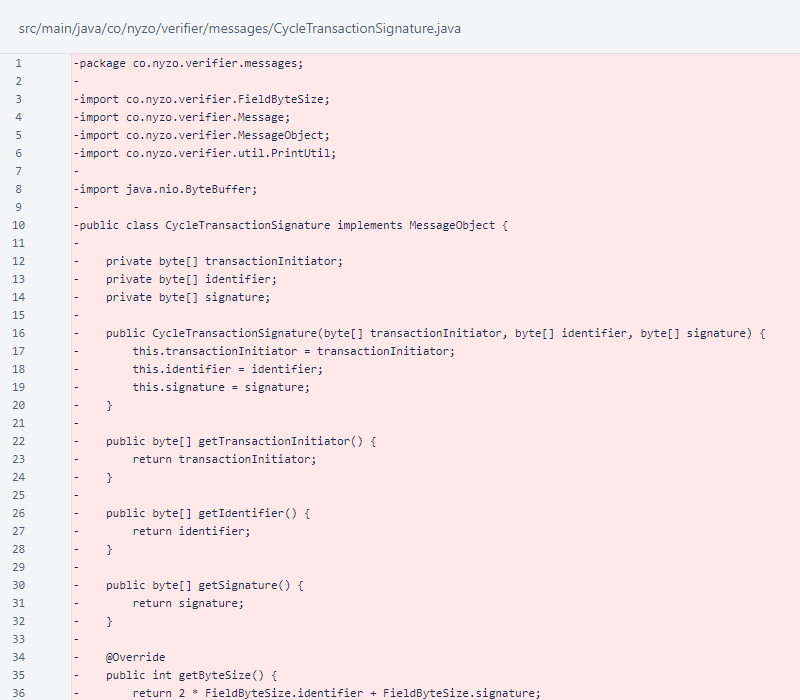 src/main/java/co/nyzo/verifier/messages/CycleTransactionSignature.java
1 -package co.nyzo.verifier.messages;
2 -
3 -import co.nyzo.verifier.FieldByteSize;
4 -import co.nyzo.verifier.Message;
5 -import co.nyzo.verifier.MessageObject;
6 -import co.nyzo.verifier.util.PrintUtil;
7 -
8 -import java.nio.ByteBuffer;
9 -
10 -public class CycleTransactionSignature implements MessageObject {
11 -
12 -    private byte[] transactionInitiator;
13 -    private byte[] identifier;
14 -    private byte[] signature;
15 -
16 -    public CycleTransactionSignature(byte[] transactionInitiator, byte[] identifier, byte[] signature) {
17 -        this.transactionInitiator = transactionInitiator;
18 -        this.identifier = identifier;
19 -        this.signature = signature;
20 -    }
21 -
22 -    public byte[] getTransactionInitiator() {
23 -        return transactionInitiator;
24 -    }
25 -
26 -    public byte[] getIdentifier() {
27 -        return identifier;
28 -    }
29 -
30 -    public byte[] getSignature() {
31 -        return signature;
32 -    }
33 -
34 -    @Override
35 -    public int getByteSize() {
36 -        return 2 * FieldByteSize.identifier + FieldByteSize.signature;